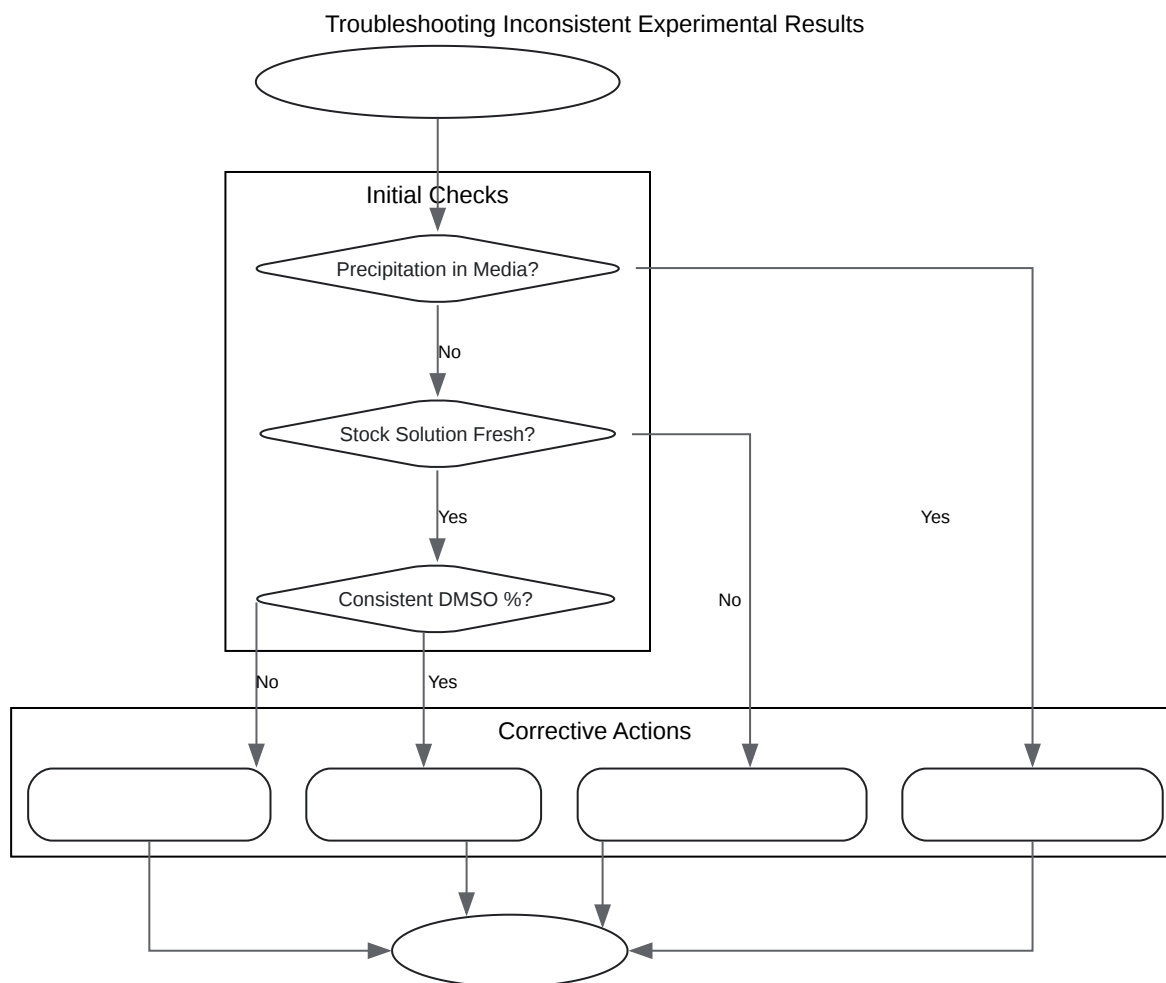 Troubleshooting Inconsistent Experimental Results
Initial Checks
Precipitation in Media?
No
Stock Solution Fresh?
Yes
Yes
Consistent DMSO %?
No
No
Yes
Corrective Actions